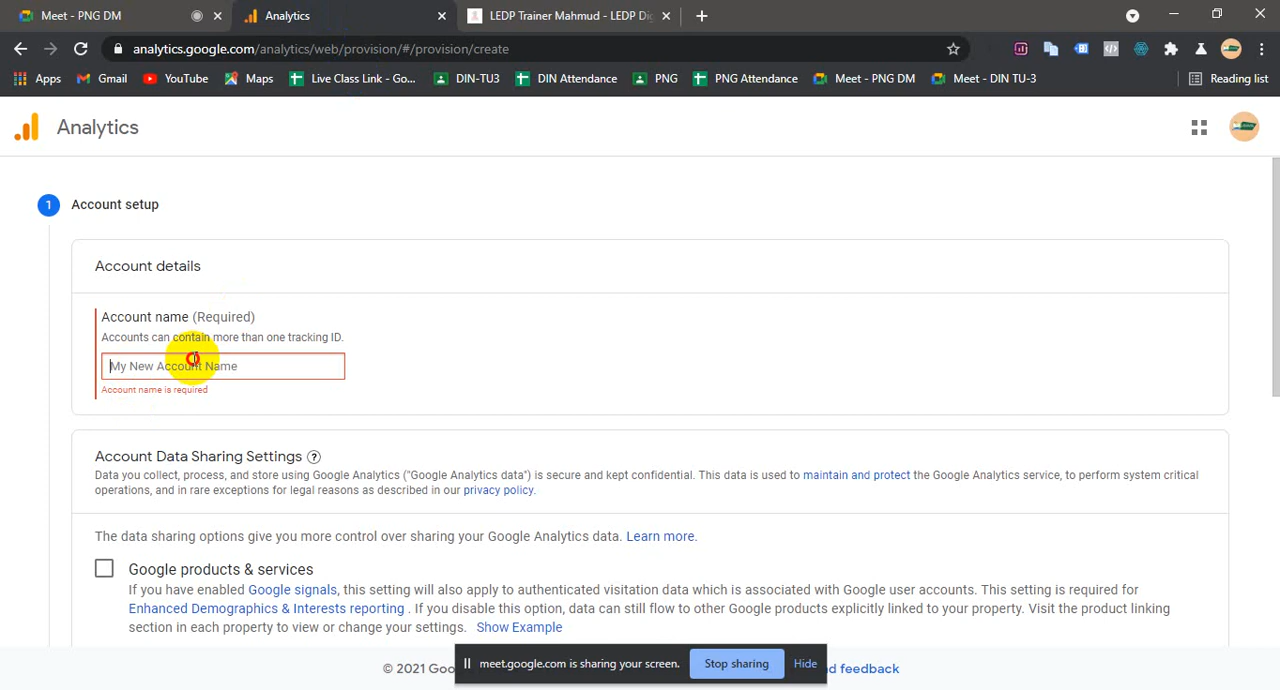 Meet - PNG DM
Analytics
LEDP Trainer Mahmud - LEDP Dig
analytics.google.com/analytics/web/provision/#/provision/create
Apps
Gmail
YouTube
Maps
Live Class Link - Go...
DIN-TU3
DIN Attendance
PNG
PNG Attendance
Meet - PNG DM
Meet - DIN TU-3
Reading list
Analytics
1 Account setup
Account details
Account name (Required)
Accounts can contain more than one tracking ID.
My New Account Name
Account name is required
Account Data Sharing Settings ?
Data you collect, process, and store using Google Analytics ("Google Analytics data") is secure and kept confidential. This data is used to maintain and protect the Google Analytics service, to perform system critical
operations, and in rare exceptions for legal reasons as described in our privacy policy.
The data sharing options give you more control over sharing your Google Analytics data. Learn more.
Google products & services
If you have enabled Google signals, this setting will also apply to authenticated visitation data which is associated with Google user accounts. This setting is required for
Enhanced Demographics & Interests reporting . If you disable this option, data can still flow to other Google products explicitly linked to your property. Visit the product linking
section in each property to view or change your settings. Show Example
© 2021 Goo
meet.google.com is sharing your screen.
Stop sharing
Hide
d feedback